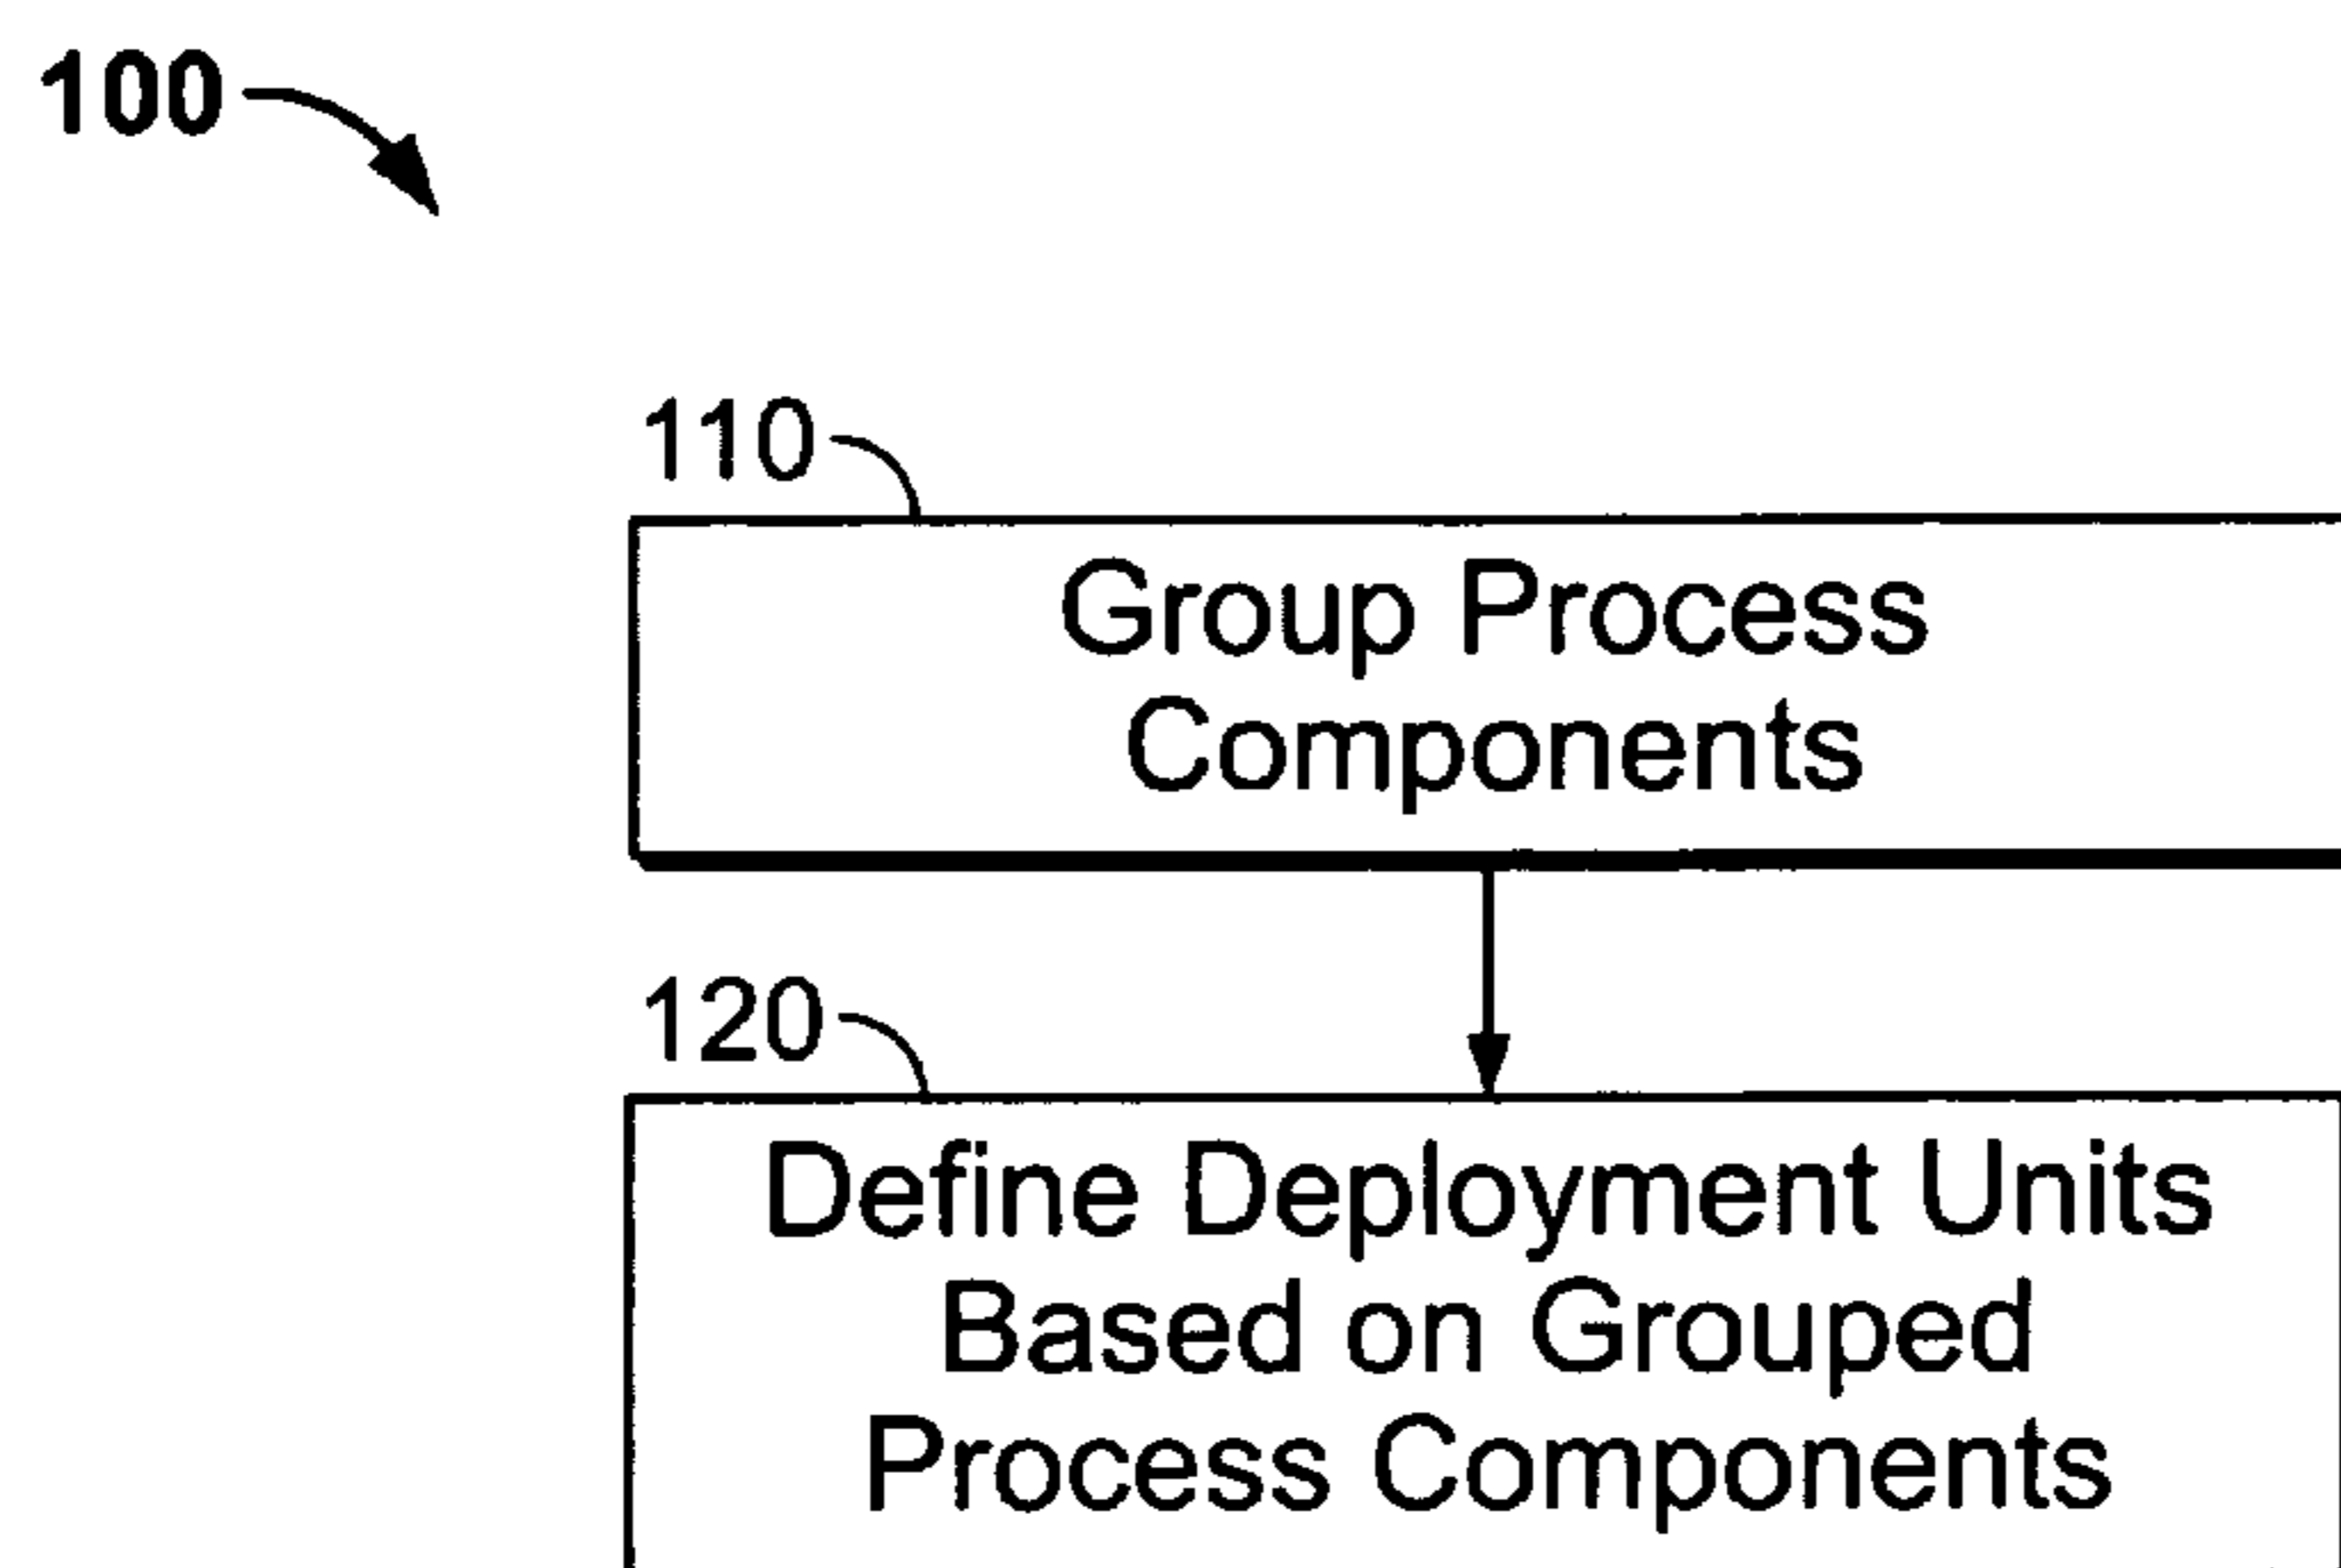 100
110
Group Process
Components
120
Define Deployment Units
Based on Grouped
Process Components